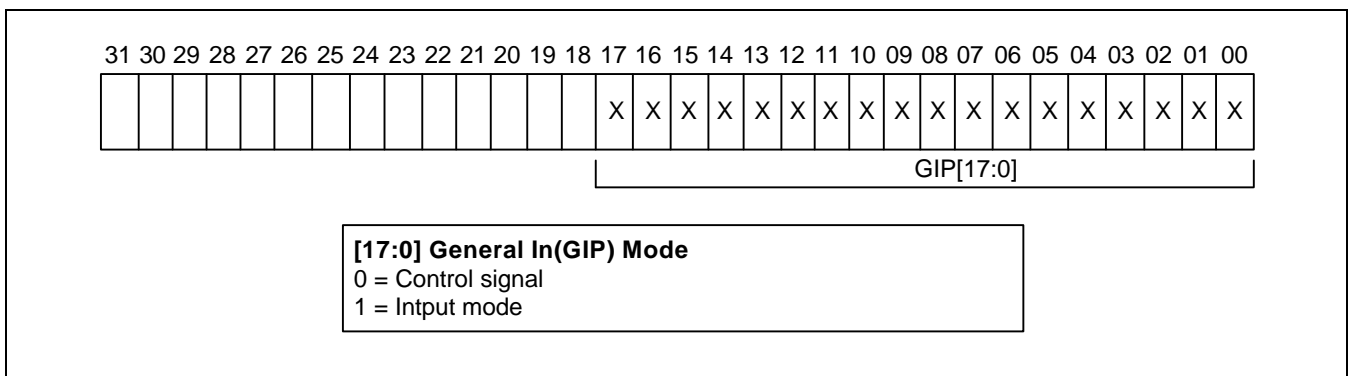 31 30 29 28 27 26 25 24 23 22 21 20 19 18 17 16 15 14 13 12 11 10 09 08 07 06 05 04 03 02 01 00
X X X X X X X X X X X X X X X X X X
GIP[17:0]
[17:0] General In(GIP) Mode
0 = Control signal
1 = Intput mode